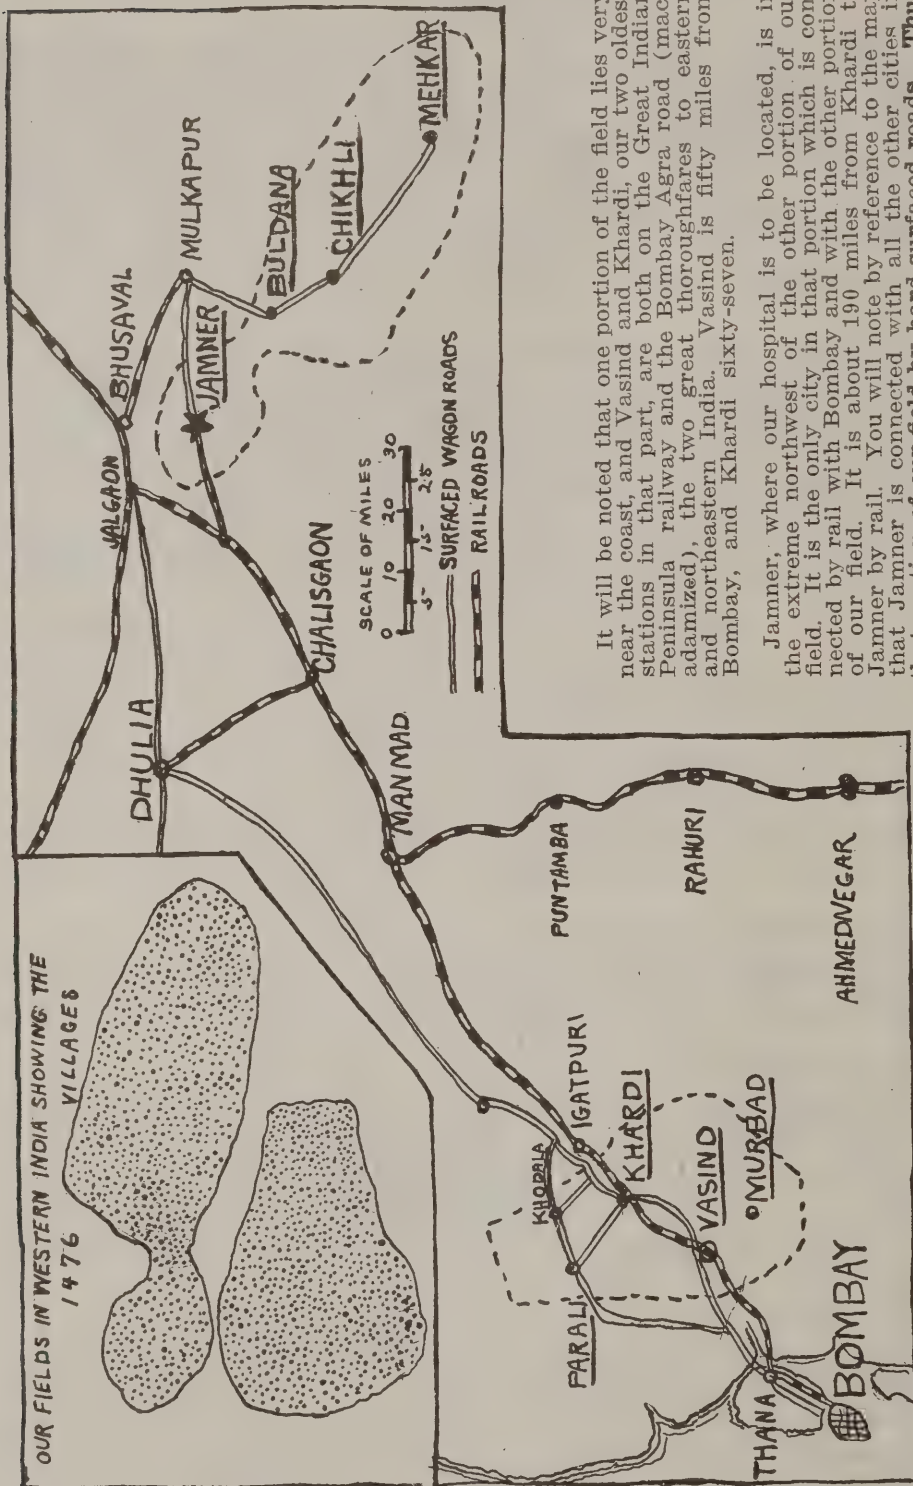 OUR FIELDS IN WESTERN INDIA SHOWING THE
1476 VILLAGES
DHULIA
JALGAON
BHUSAVAL
MULKAPUR
JAMNER
BULDANA
CHIKHLI
MEHKAR
CHALISGAON
MANMAD
SCALE OF MILES
0 10 20 30
5 15 25
SURFACED WAGON ROADS
RAILROADS
PUNTAMBA
RAHURI
AHMEDNEGAR
IGATPURI
KHODALA
KHARDI
PARALI
VASIND
MURBAD
THANA
BOMBAY
It will be noted that one portion of the field lies very
near the coast, and Vasind and Khardi, our two oldes
stations in that part, are both on the Great Indian
Peninsula railway and the Bombay Agra road (mac
adamized), the two great thoroughfares to eastern
and northeastern India. Vasind is fifty miles from
Bombay, and Khardi sixty-seven.
Jamner, where our hospital is to be located, is in
the extreme northwest of the other portion of ou
field. It is the only city in that portion which is con
nected by rail with Bombay and with the other portion
of our field. It is about 190 miles from Khardi t
Jamner by rail. You will note by reference to the ma
that Jamner is connected with all the other cities i